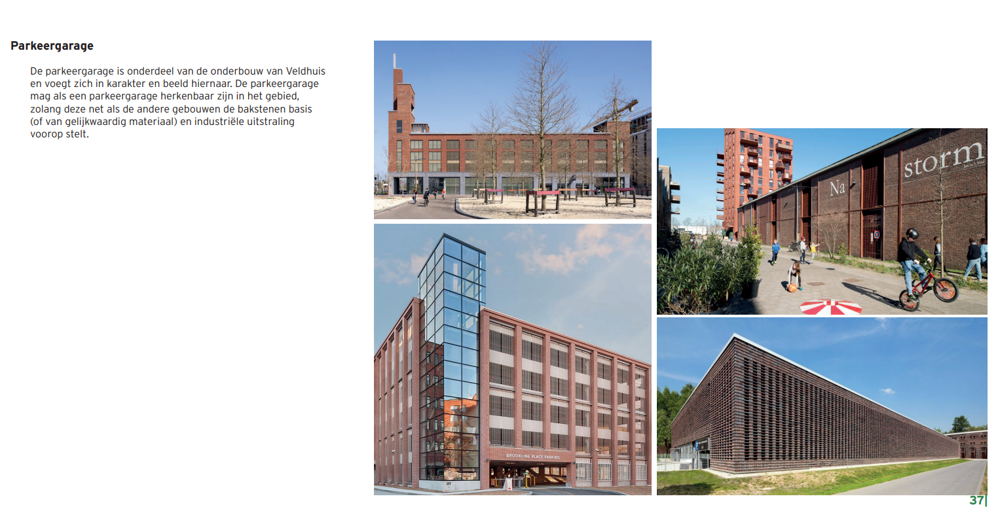 Parkeergarage
De parkeergarage is onderdeel van de onderbouw van Veldhuis
en voegt zich in karakter en beeld hiernaar. De parkeergarage
mag als een parkeergarage herkenbaar zijn in het gebied,
zolang deze net als de andere gebouwen de bakstenen basis
(of van gelijkwaardig materiaal) en industriële uitstraling
voorop stelt.
Na
storm
BROOKLINE PLACE PARKING
37|